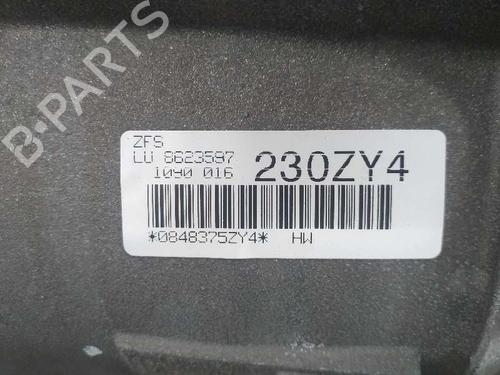 B-PARTS
ZFS
LU 8623597
1090 016
230ZY4
*0848375ZY4* HW